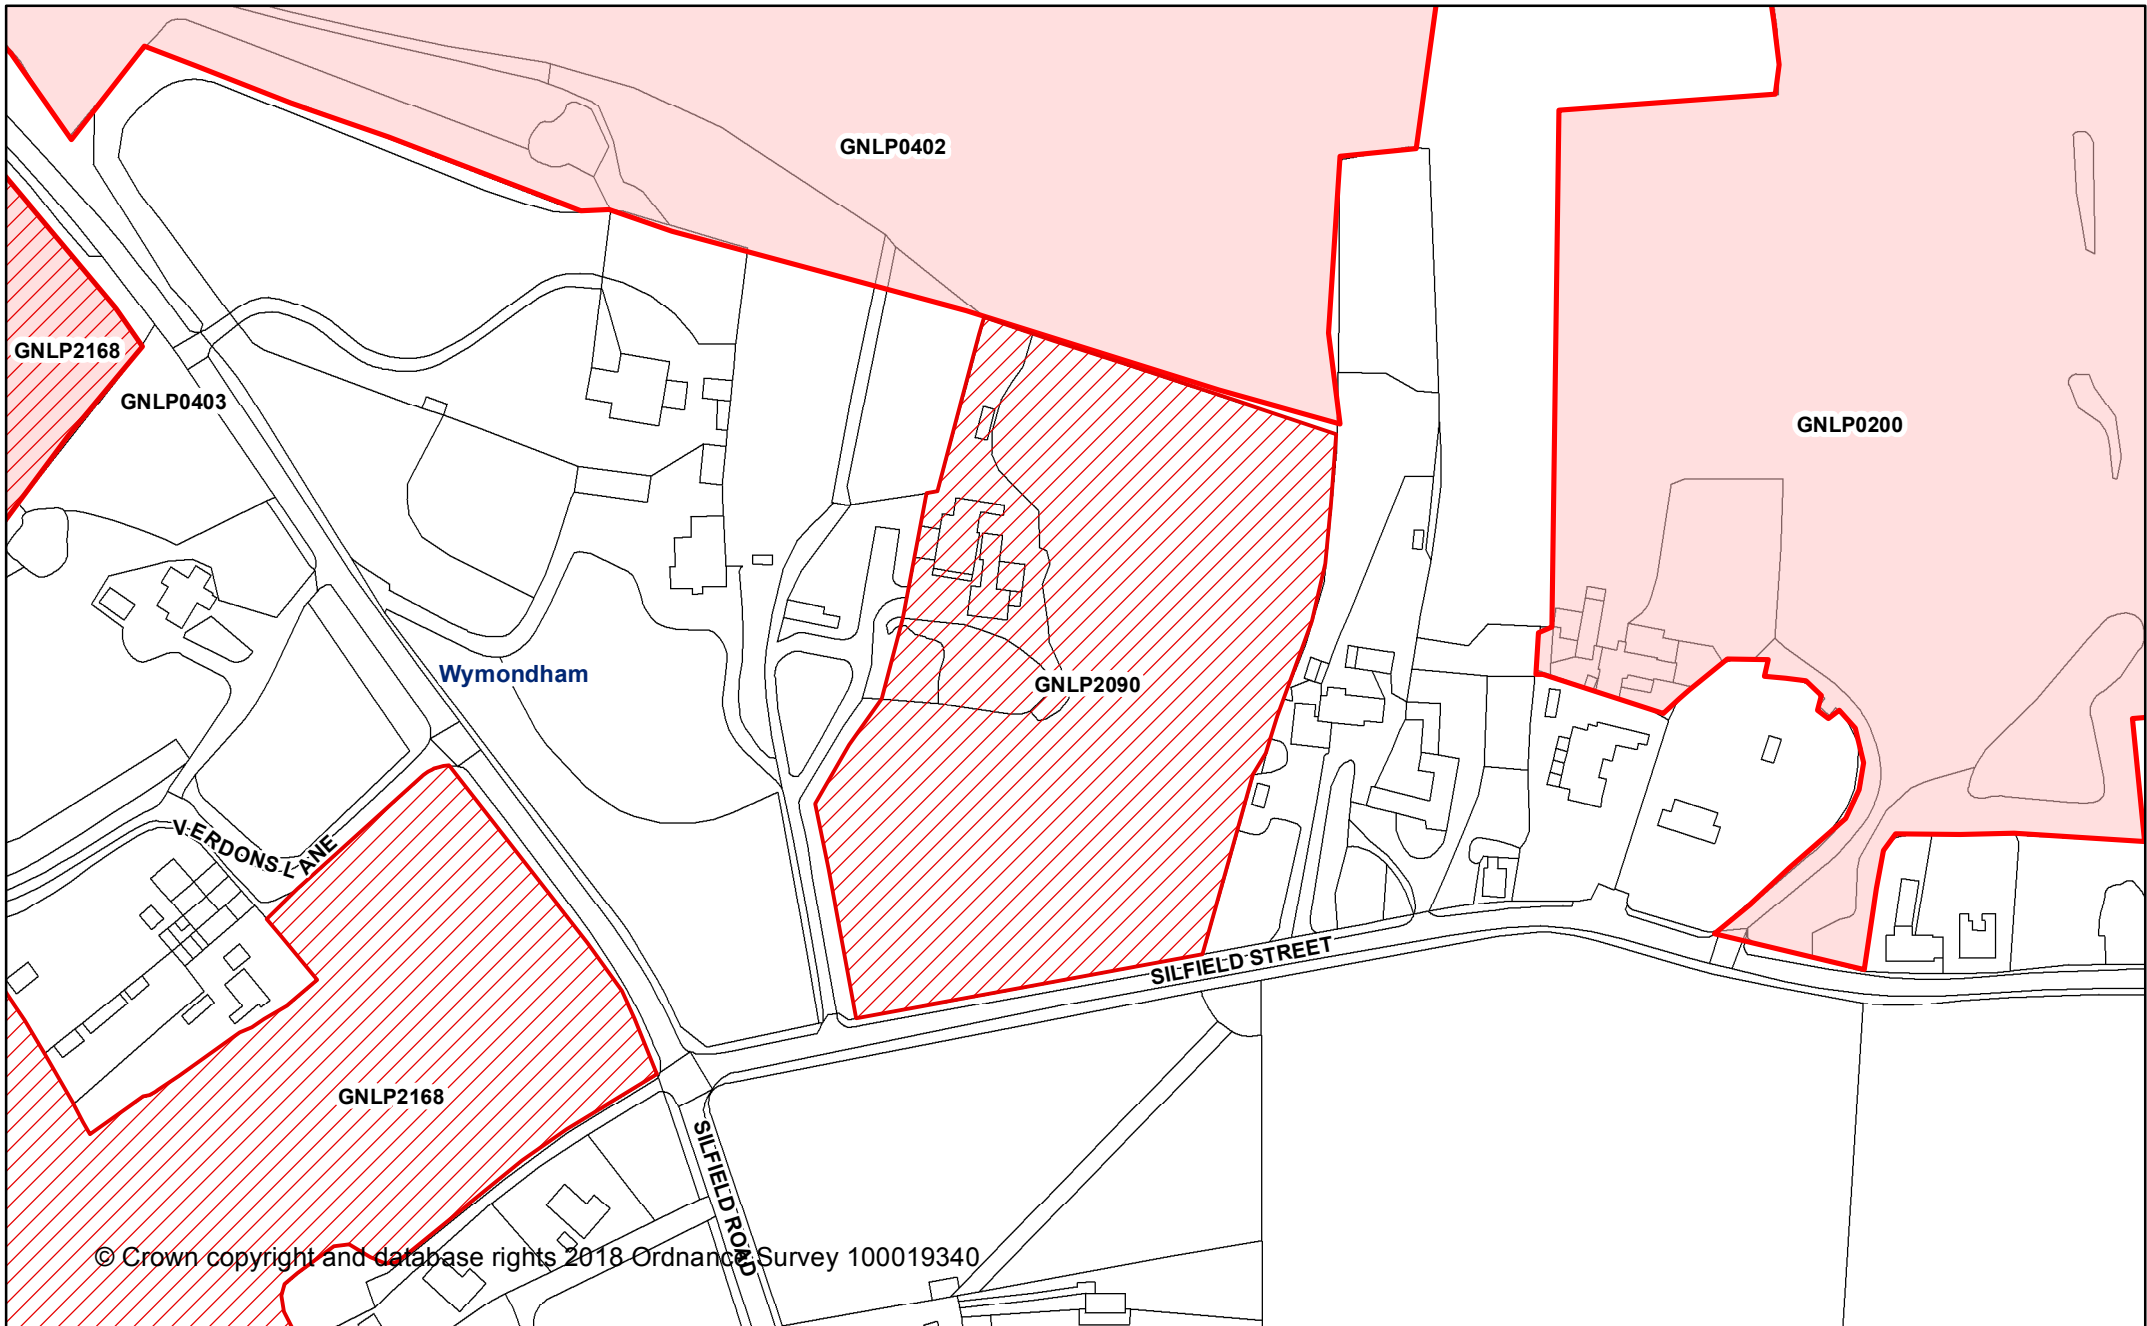 GNLP0402
GNLP2168
GNLP0403
GNLP0200
Wymondham
GNLP2090
VERDONS LANE
SILFIELD STREET
GNLP2168
SILFIELD ROAD
© Crown copyright and database rights 2018 Ordnance Survey 100019340